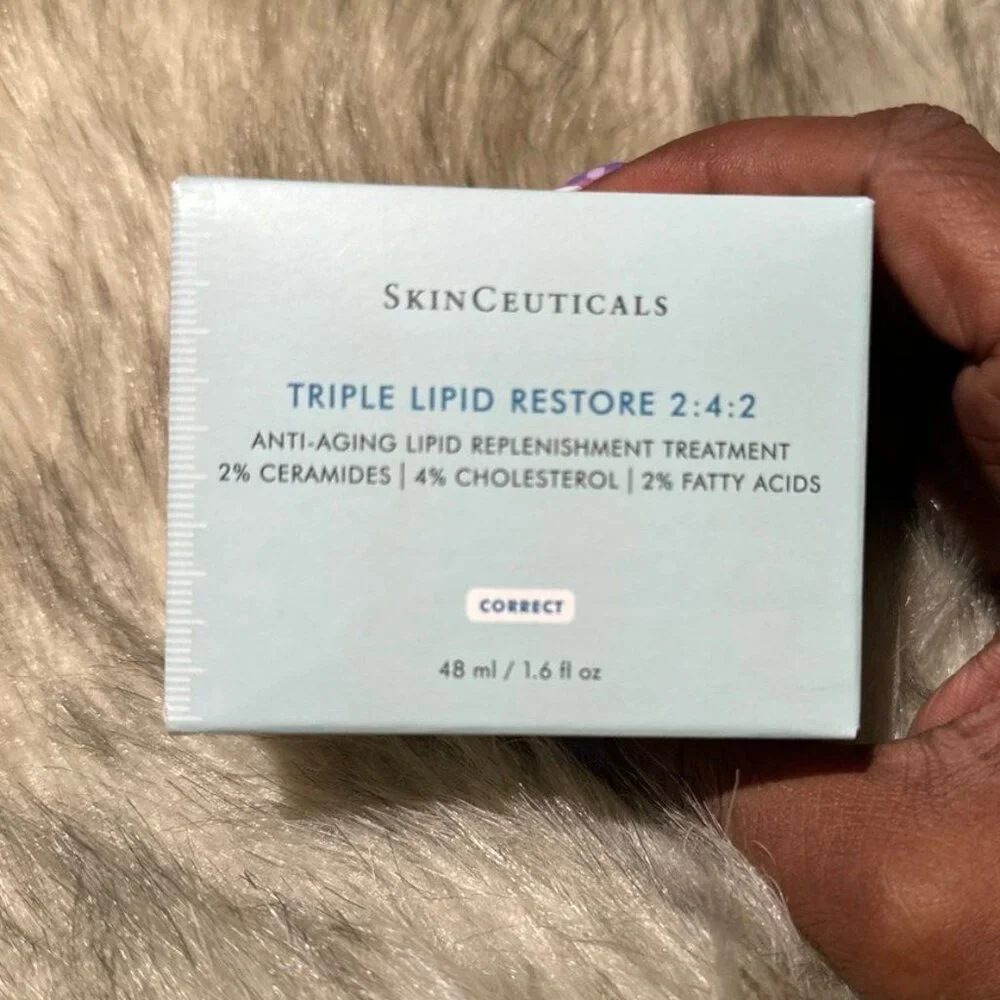 SKINCEUTICALS
TRIPLE LIPID RESTORE 2:4:2
ANTI-AGING LIPID REPLENISHMENT TREATMENT
2% CERAMIDES | 4% CHOLESTEROL | 2% FATTY ACIDS
CORRECT
48 ml / 1.6 fl oz